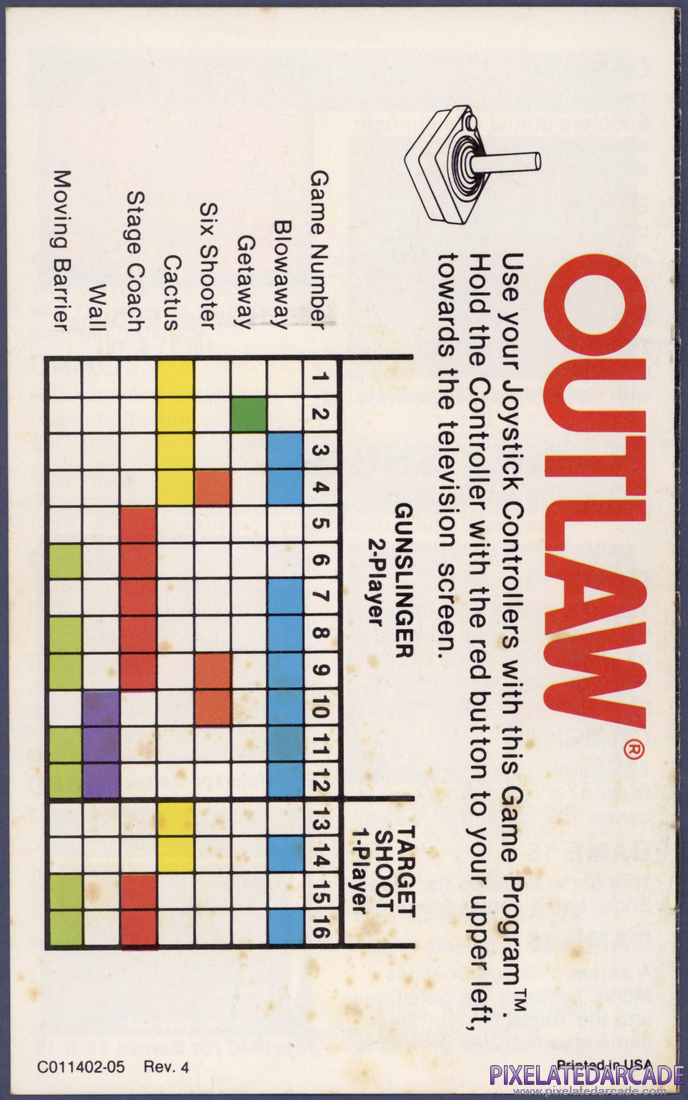 OUTLAW®
Use your Joystick Controllers with this Game Program™.
Hold the Controller with the red button to your upper left,
towards the television screen.
GUNSLINGER
2-Player
TARGET
SHOOT
1-Player
Game Number 1 2 3 4 5 6 7 8 9 10 11 12 13 14 15 16
Blowaway
Getaway
Six Shooter
Cactus
Stage Coach
Wall
Moving Barrier
C011402-05 Rev. 4
Printed in USA
PIXELATEDARCADE
www.pixelatedarcade.com